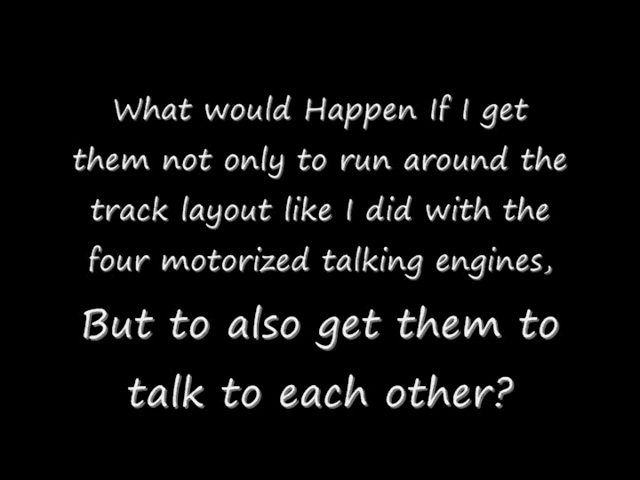 What would Happen If I get
them not only to run around the
track layout like I did with the
four motorized talking engines,
But to also get them to
talk to each other?